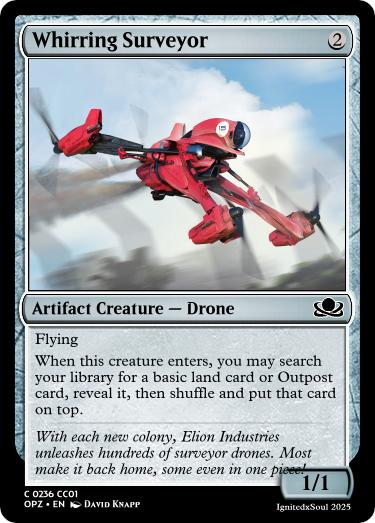 Whirring Surveyor 2
Artifact Creature — Drone
Flying
When this creature enters, you may search
your library for a basic land card or Outpost
card, reveal it, then shuffle and put that card
on top.
With each new colony, Elion Industries
unleashes hundreds of surveyor drones. Most
make it back home, some even in one piece!
1/1
C 0236 CC01
OPZ • EN David Knapp
IgnitedxSoul 2025